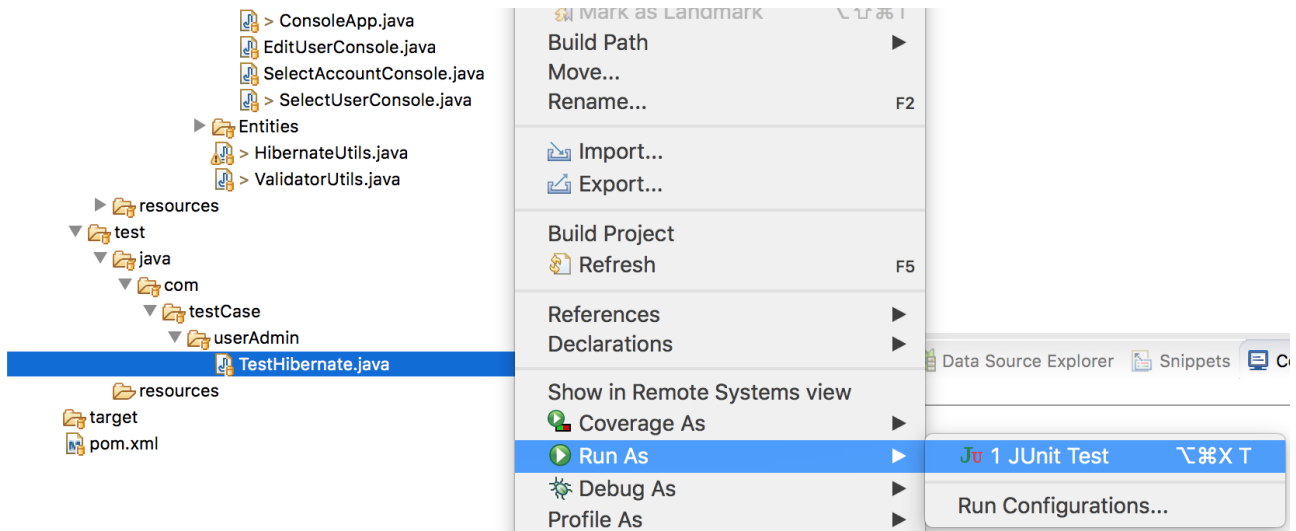 > ConsoleApp.java
EditUserConsole.java
SelectAccountConsole.java
> SelectUserConsole.java
Entities
> HibernateUtils.java
> ValidatorUtils.java
resources
test
java
com
testCase
userAdmin
TestHibernate.java
resources
target
pom.xml
Mark as Landmark ⌥⇧⌘T
Build Path
Move...
Rename... F2
Import...
Export...
Build Project
Refresh F5
References
Declarations
Show in Remote Systems view
Coverage As
Run As
Debug As
Profile As
Data Source Explorer Snippets
Ju 1 JUnit Test ⌥⌘X T
Run Configurations...